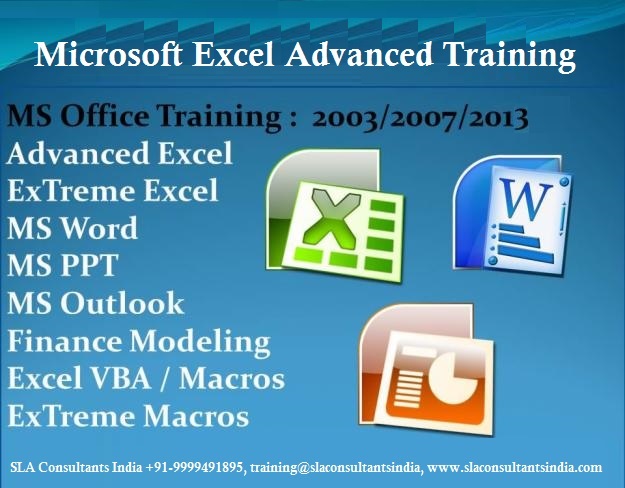 Microsoft Excel Advanced Training
MS Office Training : 2003/2007/2013
Advanced Excel
ExTreme Excel
MS Word
MS PPT
MS Outlook
Finance Modeling
Excel VBA / Macros
ExTreme Macros
X
W
SLA Consultants India +91-9999491895, training@slaconsultantsindia, www.slaconsultantsindia.com